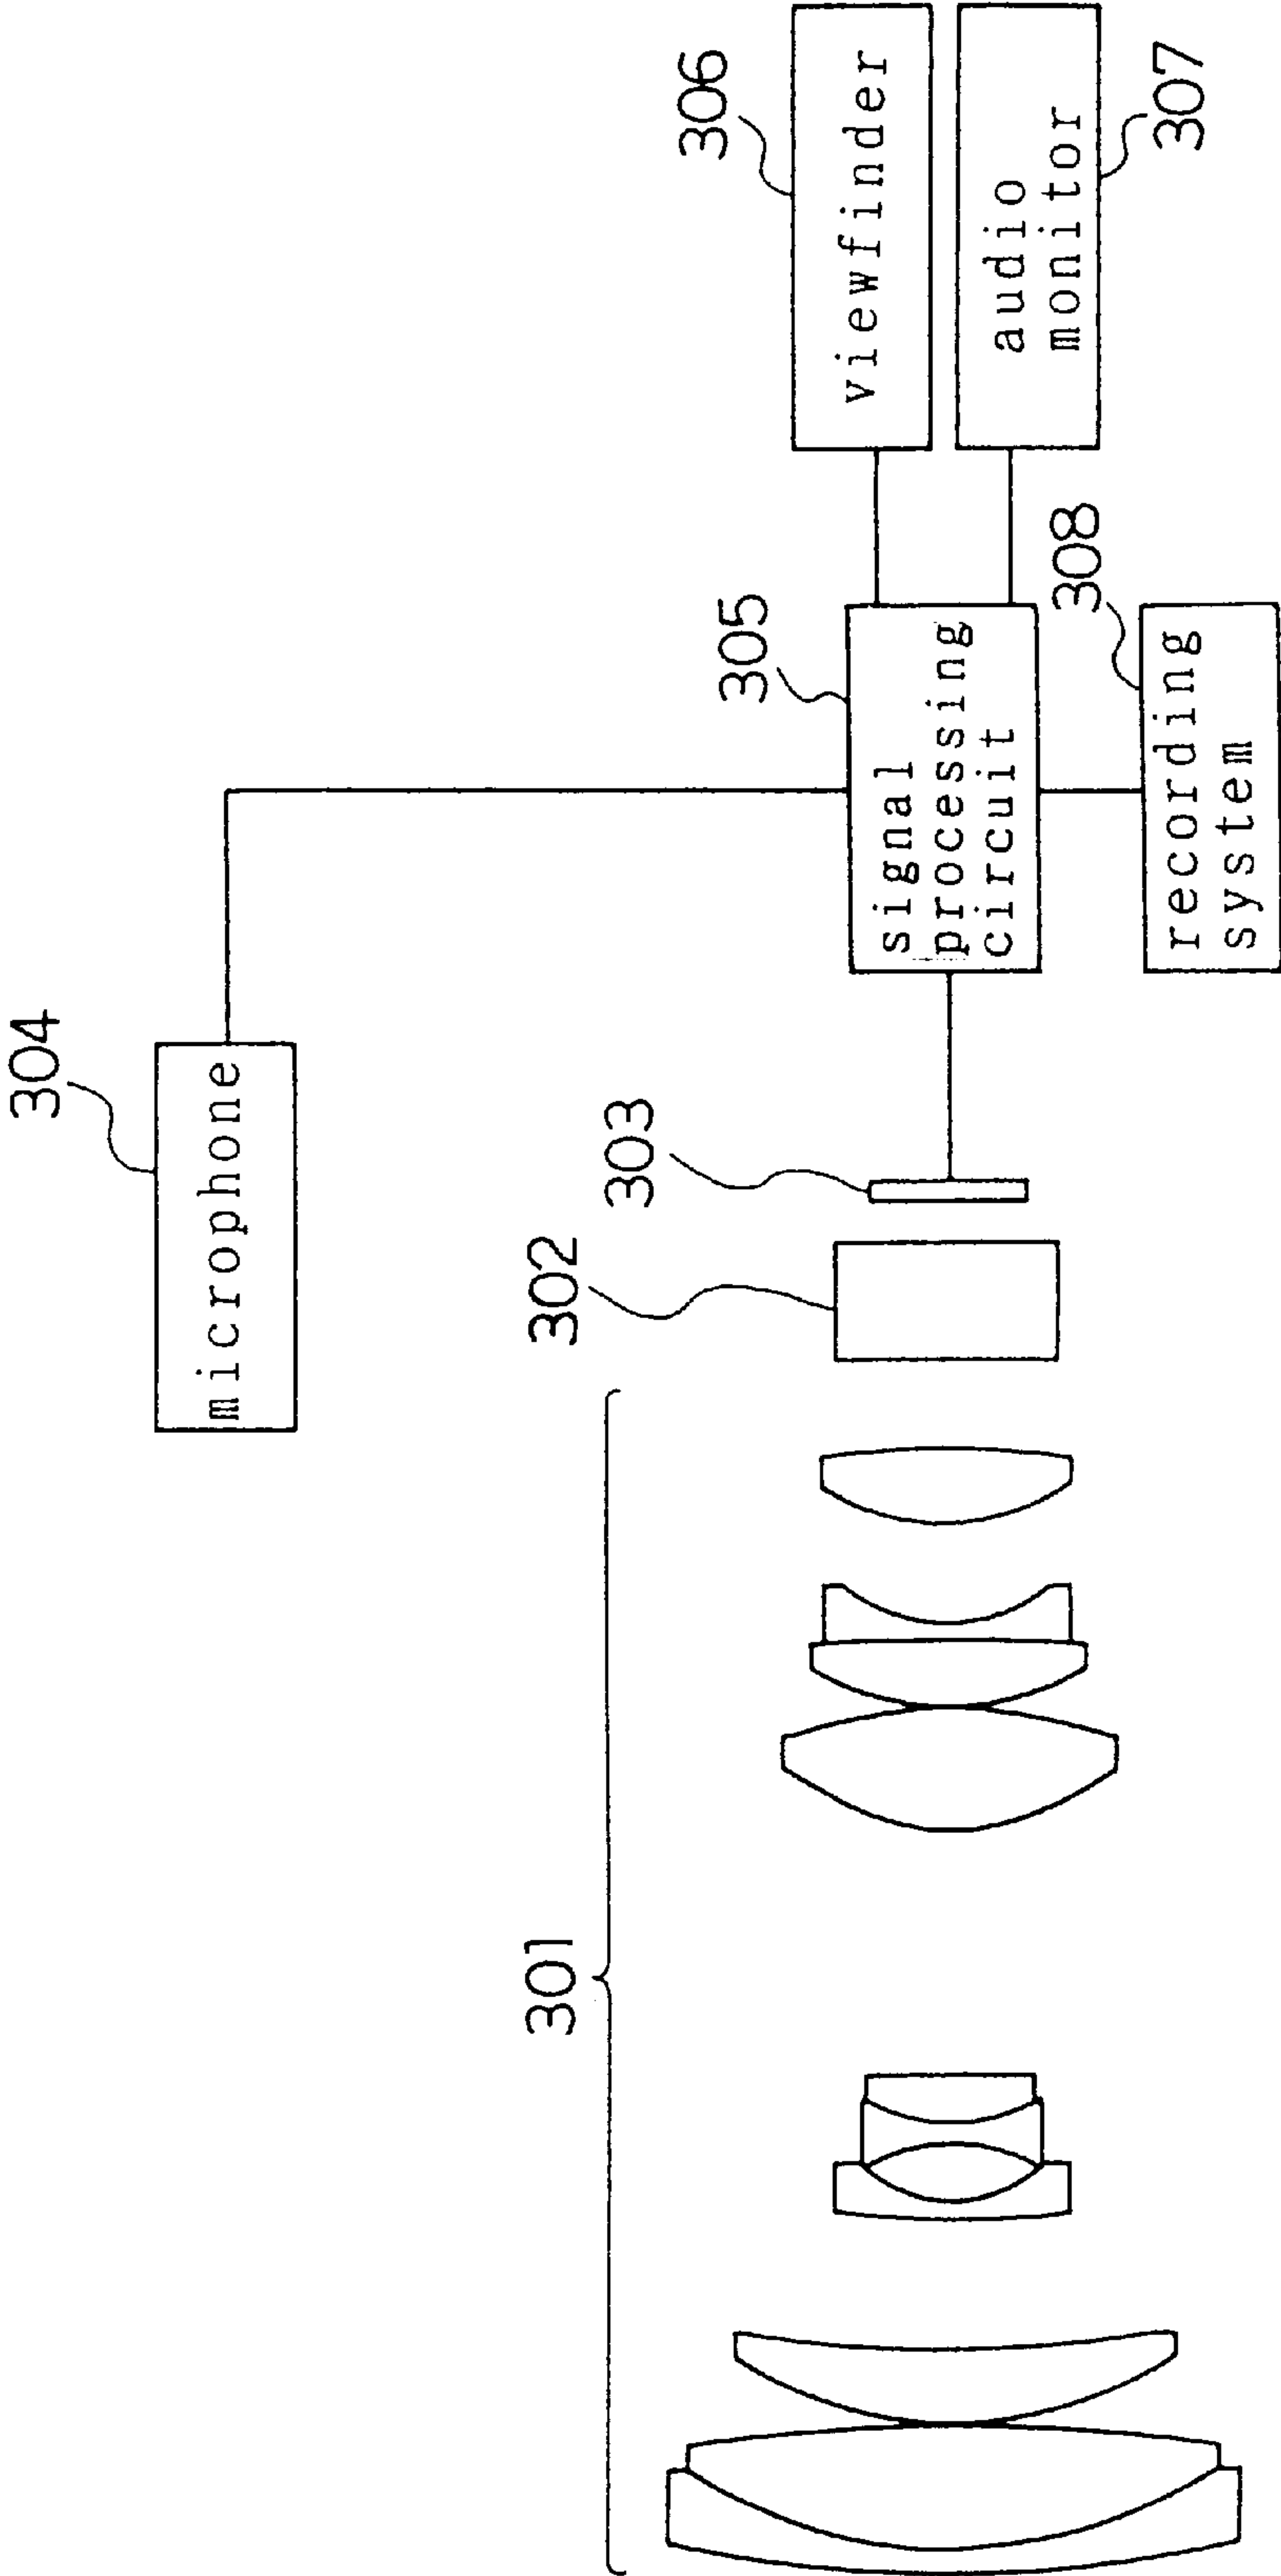 304
microphone
301
302
303
305
signal
processing
circuit
306
viewfinder
audio
monitor
307
308
recording
system